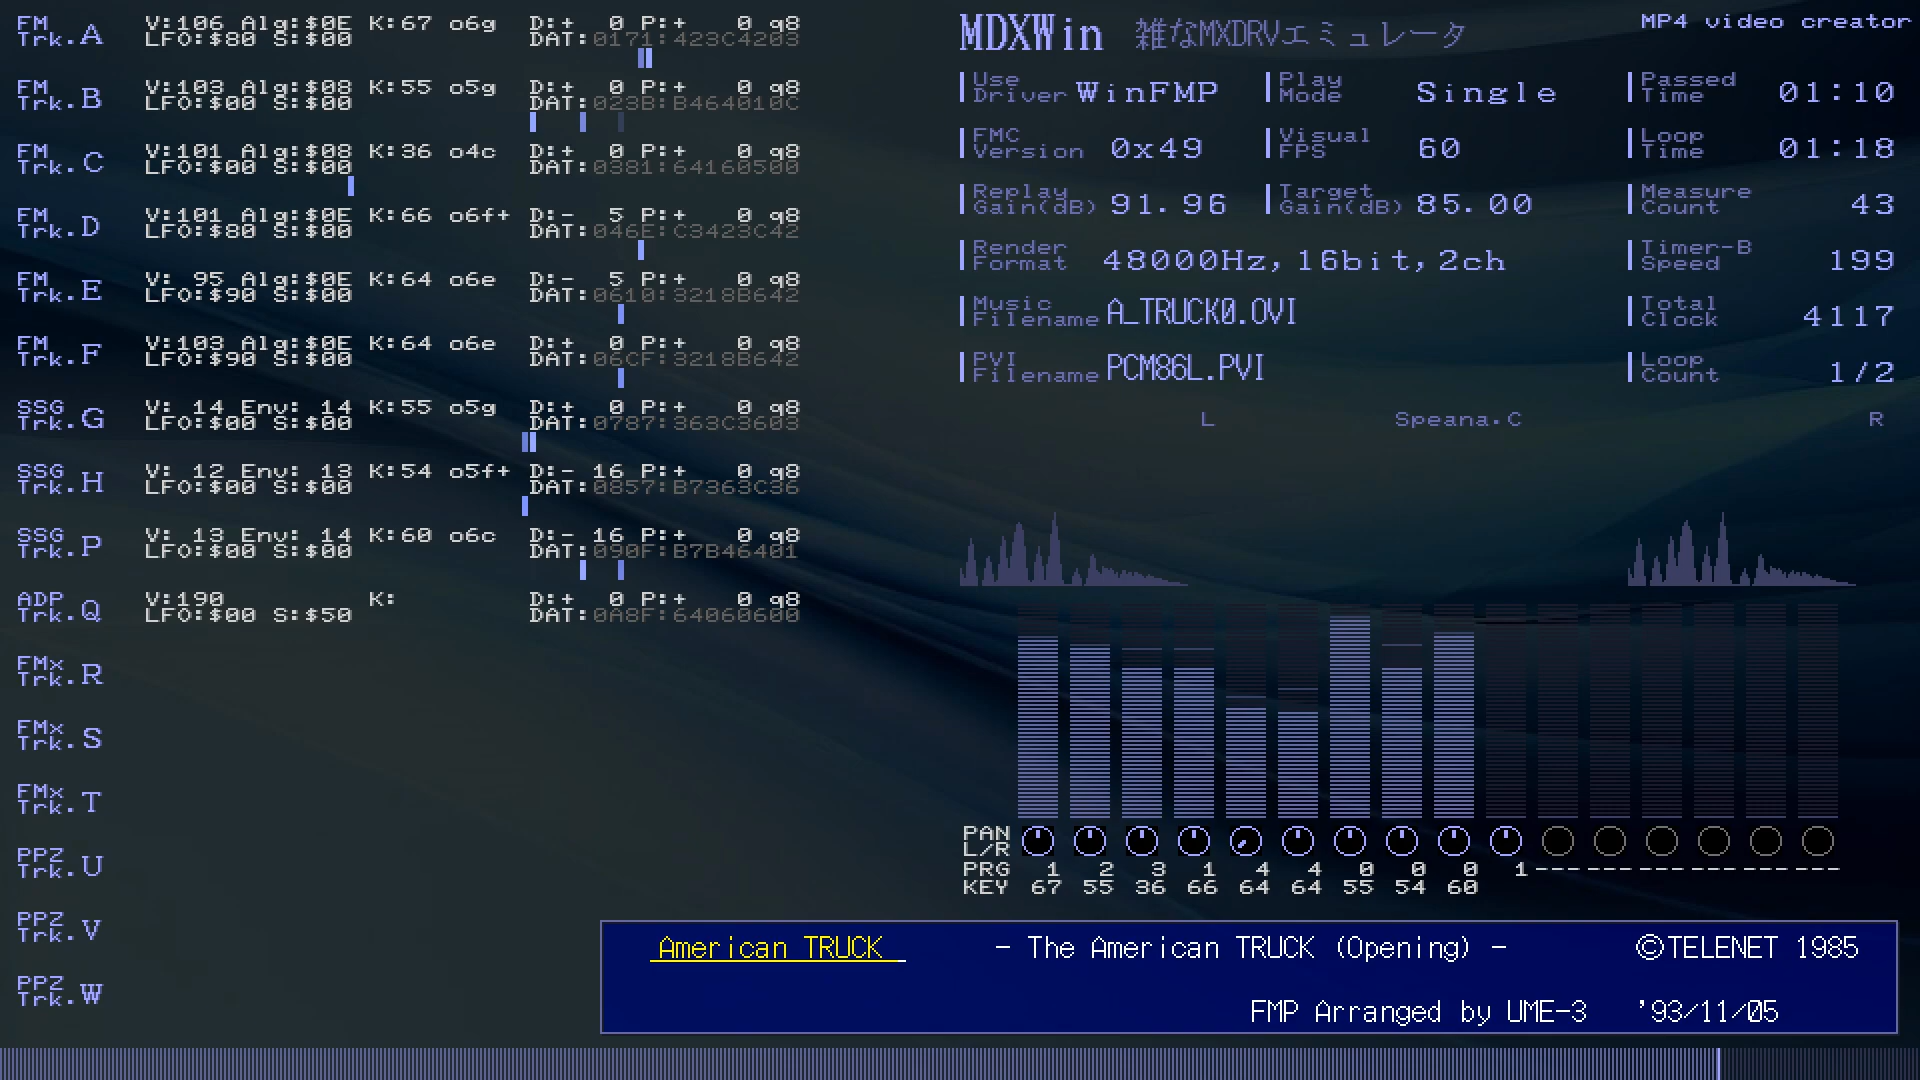 FM Trk.A V:106 Alg:$0E K:67 o6g D:+ 0 P:+ 0 q8
LFO:$80 S:$00 DAT:0171:423C4203
FM Trk.B V:103 Alg:$08 K:55 o5g D:+ 0 P:+ 0 q8
LFO:$00 S:$00 DAT:023B:B464010C
FM Trk.C V:101 Alg:$08 K:36 o4c D:+ 0 P:+ 0 q8
LFO:$00 S:$00 DAT:0381:64160500
FM Trk.D V:101 Alg:$0E K:66 o6f+ D:- 5 P:+ 0 q8
LFO:$80 S:$00 DAT:046E:C3423C42
FM Trk.E V: 95 Alg:$0E K:64 o6e D:- 5 P:+ 0 q8
LFO:$90 S:$00 DAT:0610:3218B642
FM Trk.F V:103 Alg:$0E K:64 o6e D:+ 0 P:+ 0 q8
LFO:$90 S:$00 DAT:06CF:3218B642
SSG Trk.G V: 14 Env: 14 K:55 o5g D:+ 0 P:+ 0 q8
LFO:$00 S:$00 DAT:0787:363C3603
SSG Trk.H V: 12 Env: 13 K:54 o5f+ D:- 16 P:+ 0 q8
LFO:$00 S:$00 DAT:0857:B7363C36
SSG Trk.P V: 13 Env: 14 K:60 o6c D:- 16 P:+ 0 q8
LFO:$00 S:$00 DAT:090F:B7B46401
ADP Trk.Q V:190 K: D:+ 0 P:+ 0 q8
LFO:$00 S:$50 DAT:0A8F:64060600
FMx Trk.R
FMx Trk.S
FMx Trk.T
PPZ Trk.U
PPZ Trk.V
PPZ Trk.W
MDXWin 雑なMXDRVエミュレータ MP4 video creator
Use Driver WinFMP Play Mode Single Passed Time 01:10
FMC Version 0x49 Visual FPS 60 Loop Time 01:18
Replay Gain(dB) 91.96 Target Gain(dB) 85.00 Measure Count 43
Render Format 48000Hz,16bit,2ch Timer-B Speed 199
Music Filename A_TRUCK0.OVI Total Clock 4117
PVI Filename PCM86L.PVI Loop Count 1/2
L Speana.C R
PAN L/R
PRG 1 2 3 1 4 4 0 0 0 1 --- --- --- --- --- ---
KEY 67 55 36 66 64 64 55 54 60
American TRUCK - The American TRUCK (Opening) - ©TELENET 1985
FMP Arranged by UME-3 '93/11/05